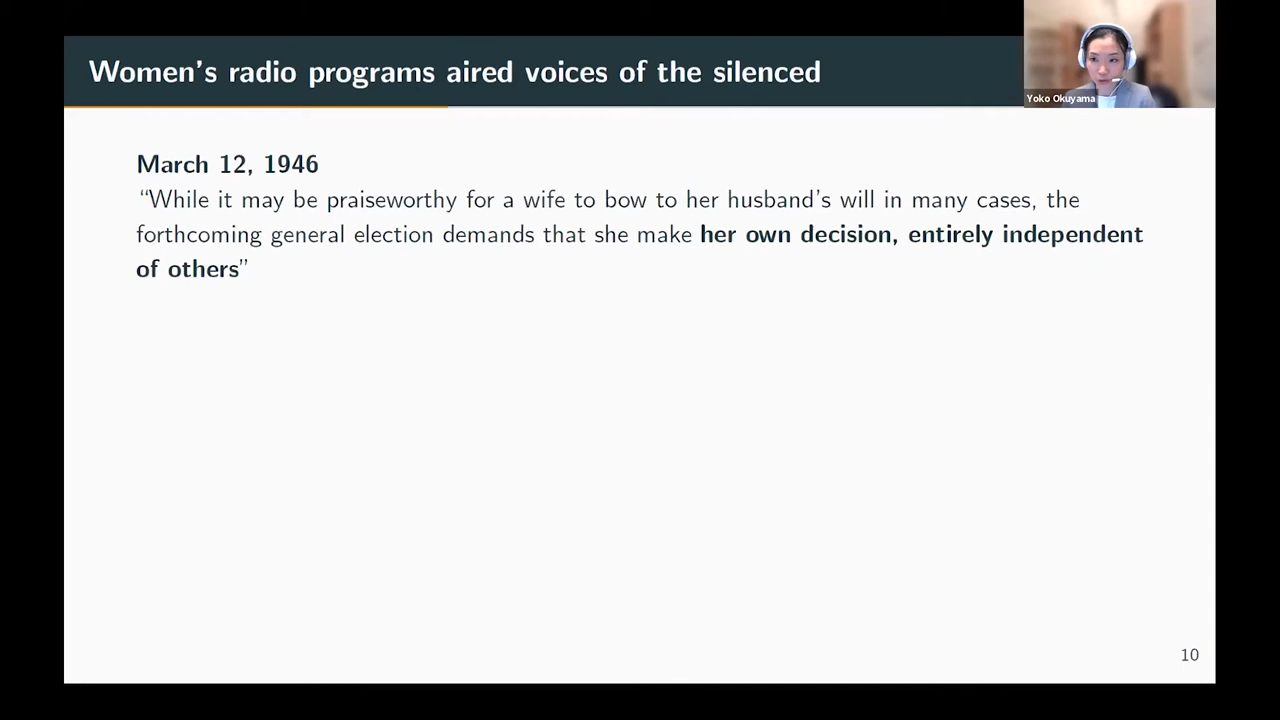 Women's radio programs aired voices of the silenced
Yoko Okuyama
March 12, 1946
“While it may be praiseworthy for a wife to bow to her husband's will in many cases, the
forthcoming general election demands that she make her own decision, entirely independent
of others”
10